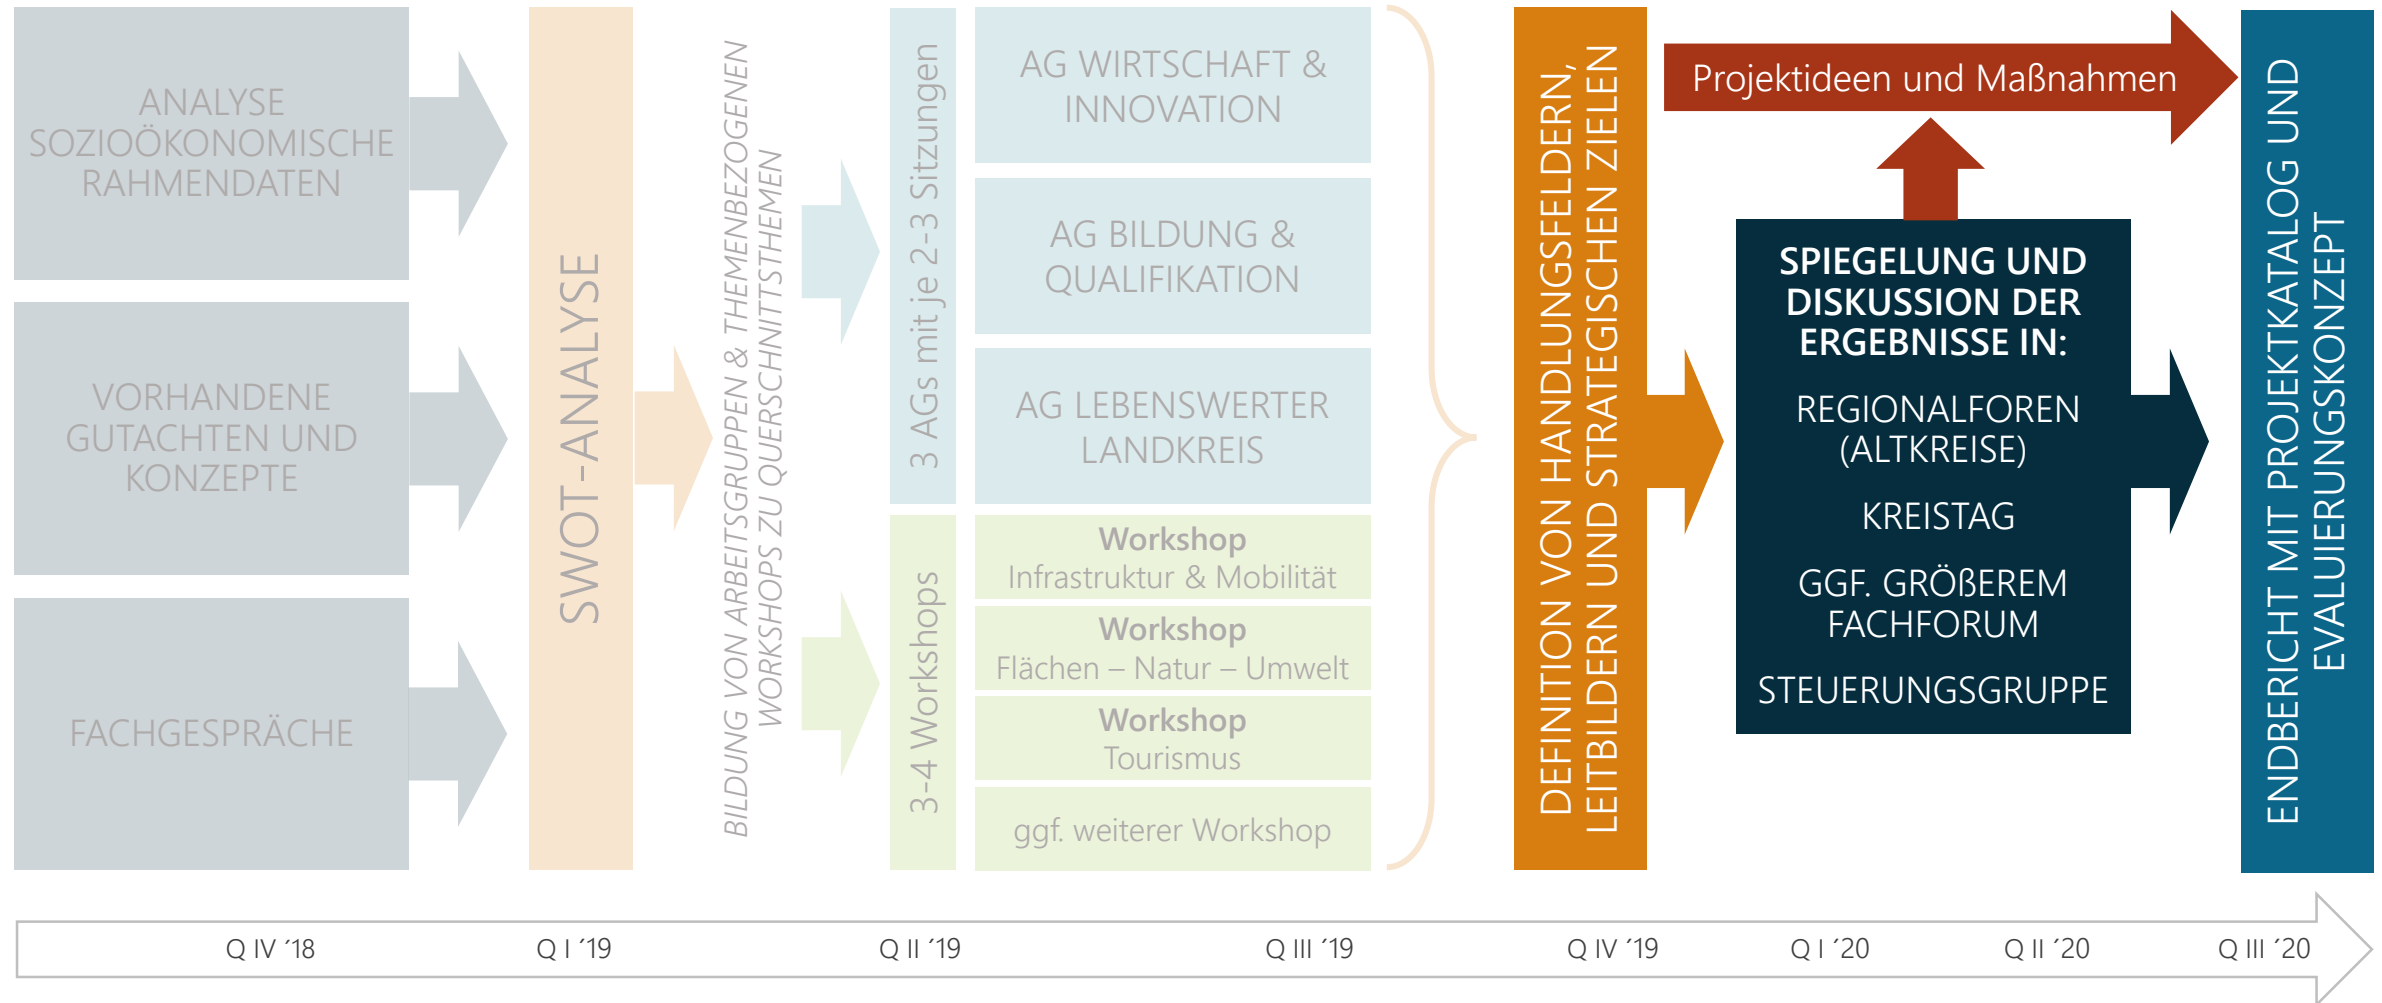 ANALYSE
SOZIOÖKONOMISCHE
RAHMENDATEN
VORHANDENE
GUTACHTEN UND
KONZEPTE
FACHGESPRÄCHE
SWOT-ANALYSE
BILDUNG VON ARBEITSGRUPPEN & THEMENBEZOGENEN
WORKSHOPS ZU QUERSCHNITTSTHEMEN
3 AGs mit je 2-3 Sitzungen
AG WIRTSCHAFT &
INNOVATION
AG BILDUNG &
QUALIFIKATION
AG LEBENSWERTER
LANDKREIS
3-4 Workshops
Workshop
Infrastruktur & Mobilität
Workshop
Flächen – Natur – Umwelt
Workshop
Tourismus
ggf. weiterer Workshop
DEFINITION VON HANDLUNGSFELDERN,
LEITBILDERN UND STRATEGISCHEN ZIELEN
Projektideen und Maßnahmen
SPIEGELUNG UND
DISKUSSION DER
ERGEBNISSE IN:
REGIONALFOREN
(ALTKREISE)
KREISTAG
GGF. GRÖßEREM
FACHFORUM
STEUERUNGSGRUPPE
ENDBERICHT MIT PROJEKTKATALOG UND
EVALUIERUNGSKONZEPT
Q IV ´18
Q I ´19
Q II ´19
Q III ´19
Q IV ´19
Q I ´20
Q II ´20
Q III ´20